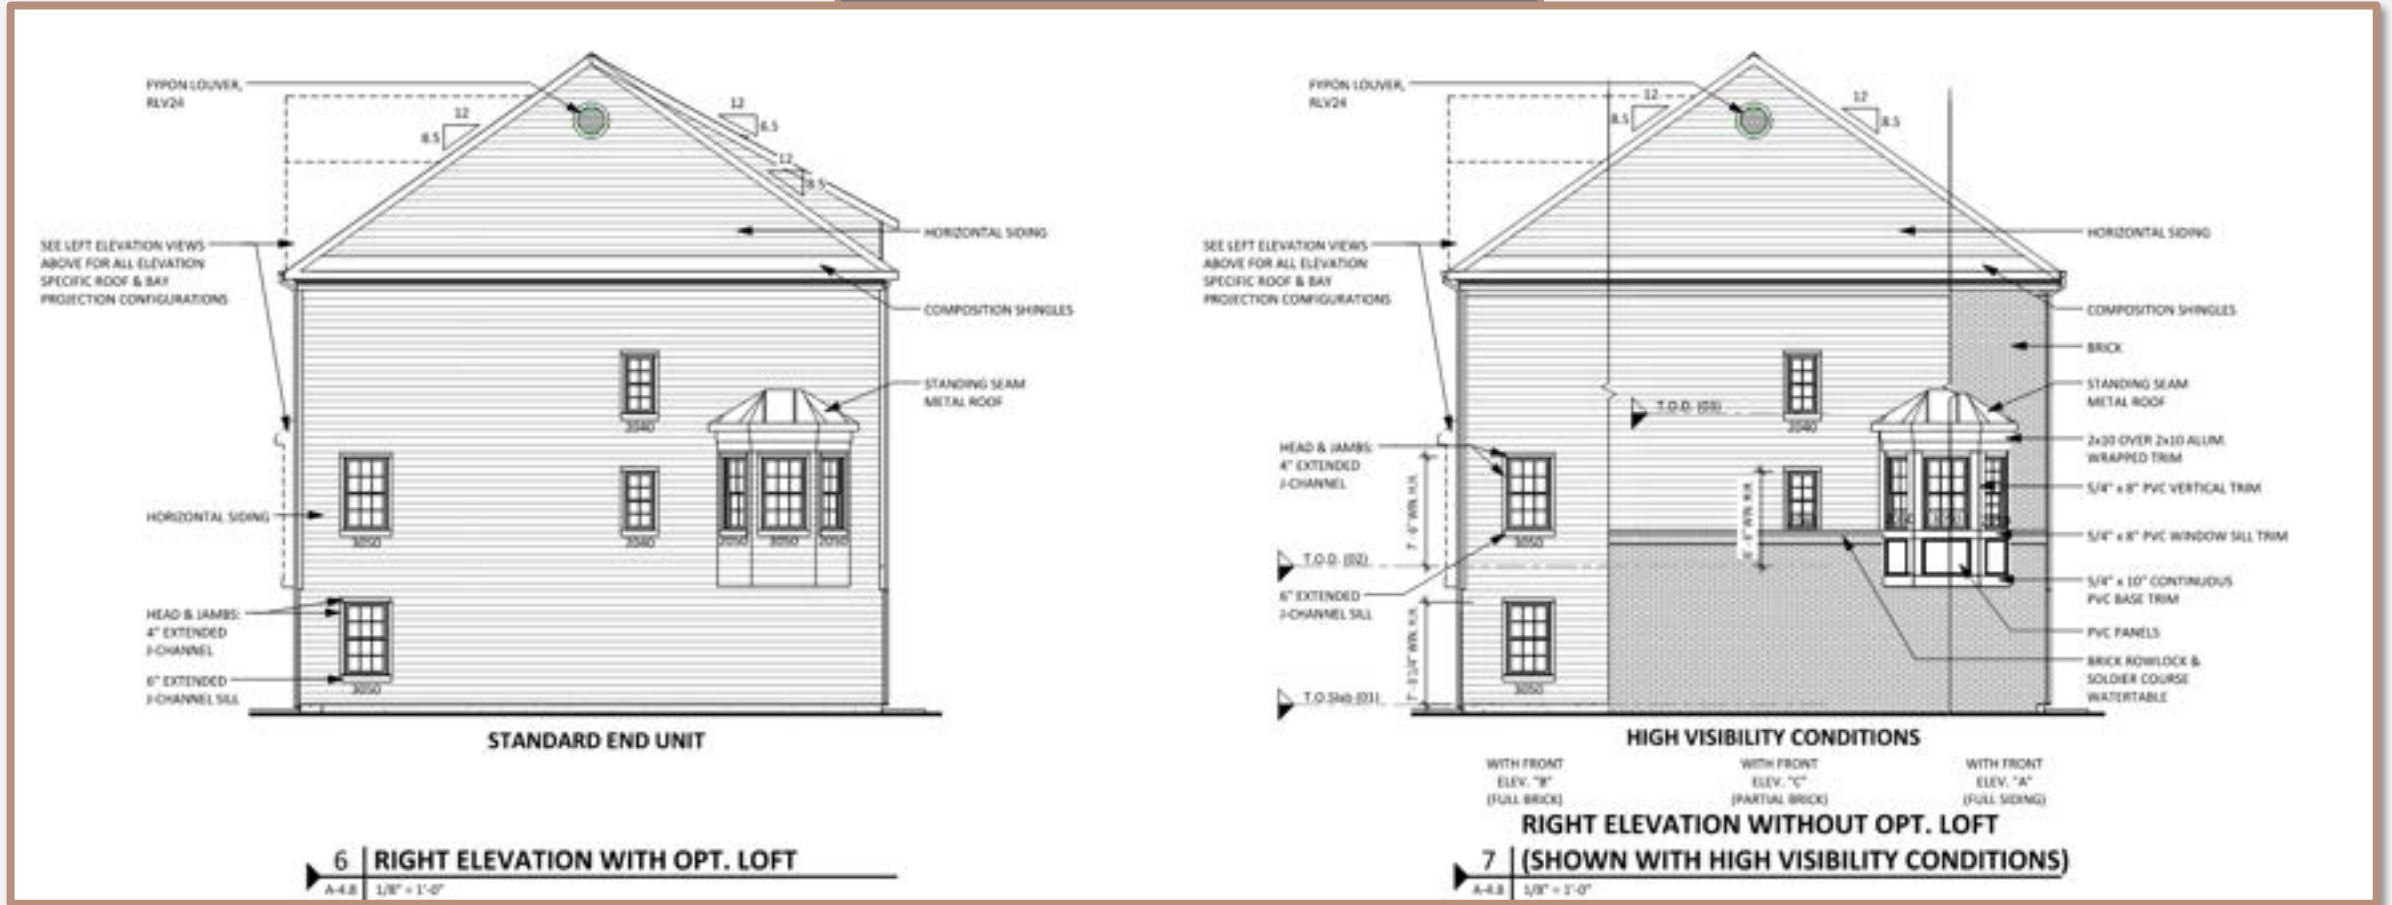 FYPON LOUVER,
RLV24
12
8.5
12
6.5
12
8.5
HORIZONTAL SIDING
SEE LEFT ELEVATION VIEWS
ABOVE FOR ALL ELEVATION
SPECIFIC ROOF & BAY
PROJECTION CONFIGURATIONS
COMPOSITION SHINGLES
STANDING SEAM
METAL ROOF
2040
HORIZONTAL SIDING
3050
2040
2050
3050
2050
HEAD & JAMBS:
4" EXTENDED
J-CHANNEL
6" EXTENDED
J-CHANNEL SILL
3050
STANDARD END UNIT
6
RIGHT ELEVATION WITH OPT. LOFT
A-4.8
1/8" = 1'-0"
FYPON LOUVER,
RLV24
12
8.5
12
8.5
HORIZONTAL SIDING
SEE LEFT ELEVATION VIEWS
ABOVE FOR ALL ELEVATION
SPECIFIC ROOF & BAY
PROJECTION CONFIGURATIONS
COMPOSITION SHINGLES
BRICK
STANDING SEAM
METAL ROOF
T.O.D. (03)
2040
2x10 OVER 2x10 ALUM.
WRAPPED TRIM
HEAD & JAMBS:
4" EXTENDED
J-CHANNEL
5/4" x 8" PVC VERTICAL TRIM
7'-6" WIN. H.H.
3050
5/4" x 8" PVC WINDOW SILL TRIM
T.O.D. (02)
5/4" x 10" CONTINUOUS
PVC BASE TRIM
6" EXTENDED
J-CHANNEL SILL
PVC PANELS
BRICK ROWLOCK &
SOLDIER COURSE
WATERTABLE
3050
T.O.Slab (01)
HIGH VISIBILITY CONDITIONS
WITH FRONT
ELEV. "B"
(FULL BRICK)
WITH FRONT
ELEV. "C"
(PARTIAL BRICK)
WITH FRONT
ELEV. "A"
(FULL SIDING)
RIGHT ELEVATION WITHOUT OPT. LOFT
7
(SHOWN WITH HIGH VISIBILITY CONDITIONS)
A-4.8
1/8" = 1'-0"